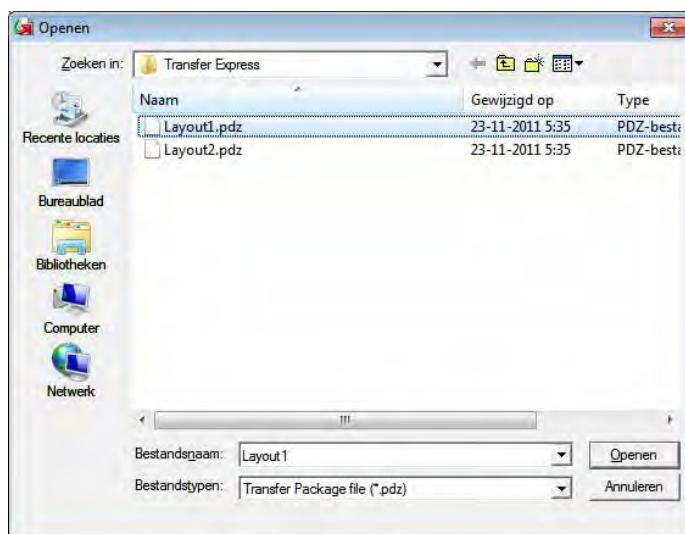 Openen
Zoeken in: Transfer Express
Naam Gewijzigd op Type
Layout1.pdz 23-11-2011 5:35 PDZ-besta
Layout2.pdz 23-11-2011 5:35 PDZ-besta
Recente locaties
Bureaublad
Bibliotheken
Computer
Netwerk
Bestandsnaam: Layout1 Openen
Bestandstypen: Transfer Package file (*.pdz) Annuleren